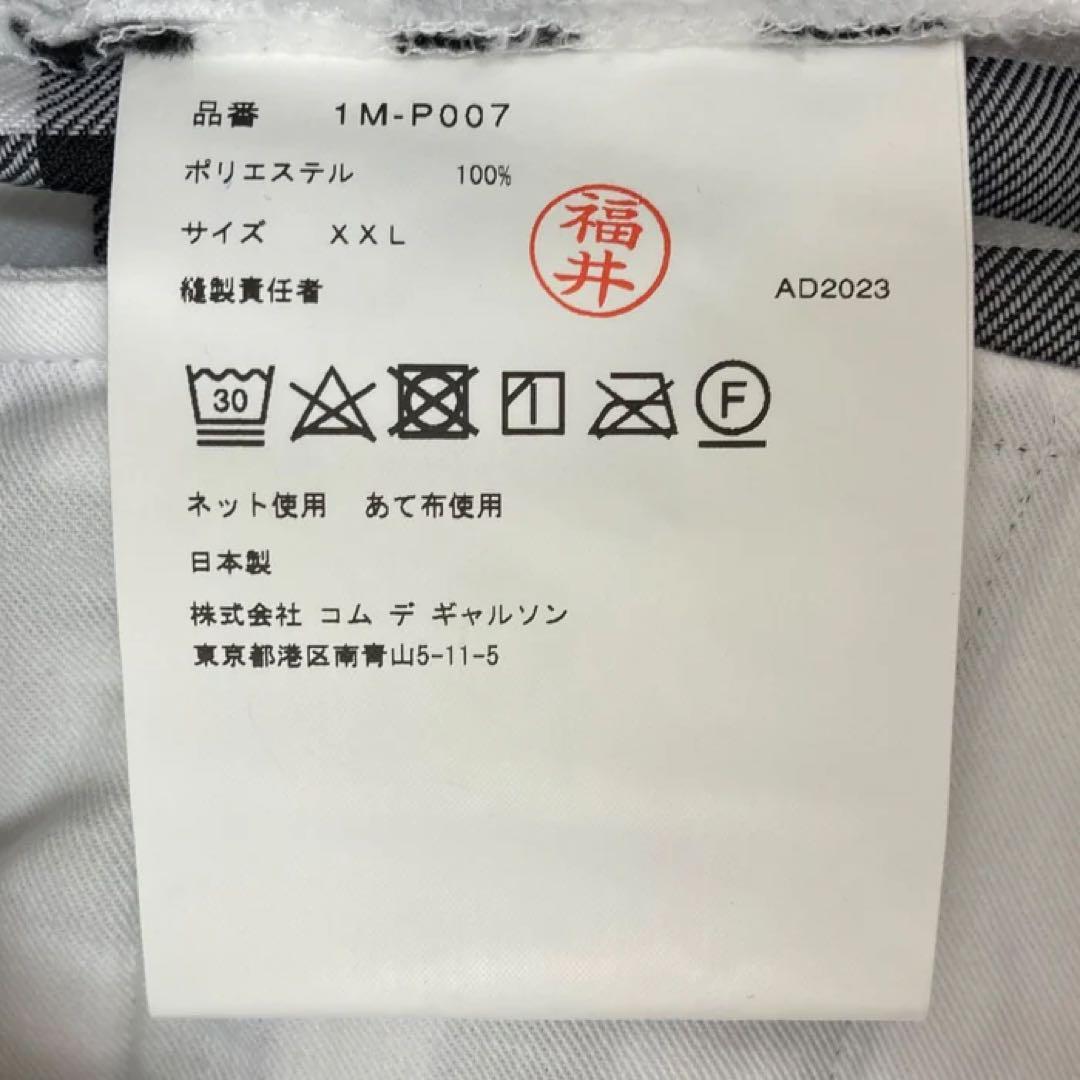 品番 1M-P007
ポリエステル 100%
サイズ XXL
福井
縫製責任者 AD2023
30 F
ネット使用 あて布使用
日本製
株式会社 コム デ ギャルソン
東京都港区南青山5-11-5